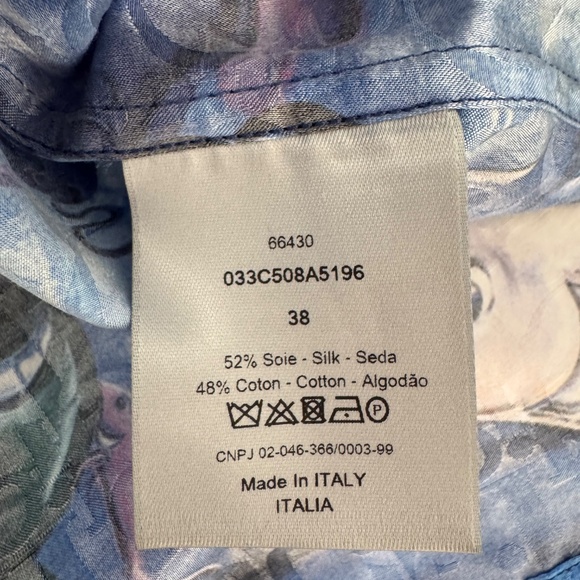 66430
033C508A5196
38
52% Soie - Silk - Seda
48% Coton - Cotton - Algodão
P
CNPJ 02-046-366/0003-99
Made In ITALY
ITALIA